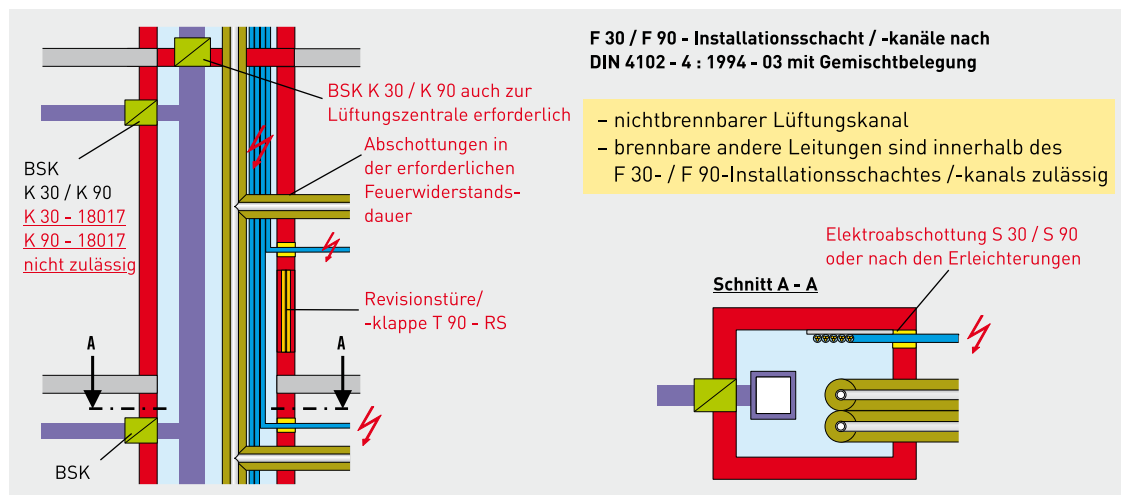 F 30 / F 90 - Installationsschacht / -kanäle nach
DIN 4102 - 4 : 1994 - 03 mit Gemischtbelegung
– nichtbrennbarer Lüftungskanal
– brennbare andere Leitungen sind innerhalb des
F 30- / F 90-Installationsschachtes /-kanals zulässig
BSK K 30 / K 90 auch zur
Lüftungszentrale erforderlich
Abschottungen in
der erforderlichen
Feuerwiderstands-
dauer
BSK
K 30 / K 90
K 30 - 18017
K 90 - 18017
nicht zulässig
Revisionstüre/
-klappe T 90 - RS
A
A
BSK
Elektroabschottung S 30 / S 90
oder nach den Erleichterungen
Schnitt A - A